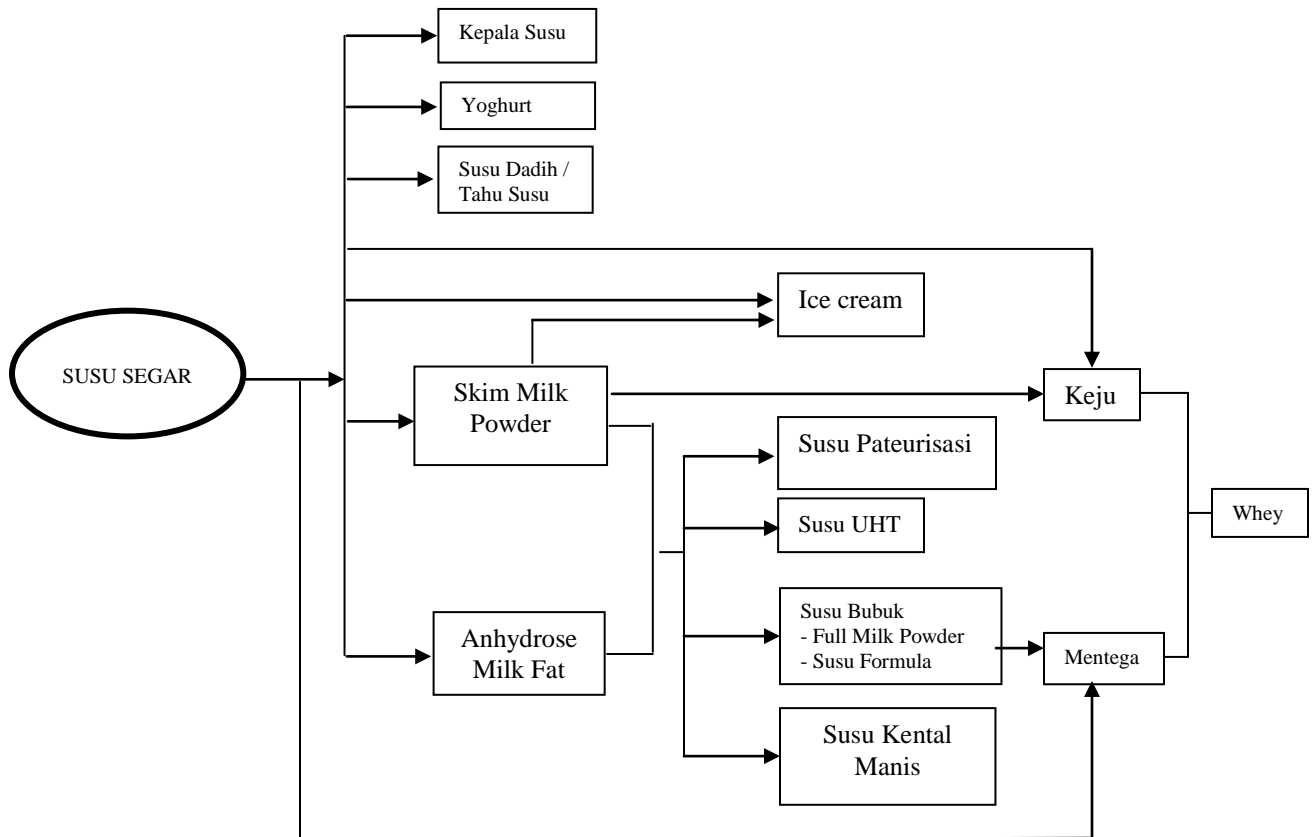 Kepala Susu
Yoghurt
Susu Dadih /
Tahu Susu
Ice cream
SUSU SEGAR
Skim Milk
Powder
Keju
Susu Pateurisasi
Whey
Susu UHT
Susu Bubuk
- Full Milk Powder
- Susu Formula
Anhydrose
Milk Fat
Mentega
Susu Kental
Manis